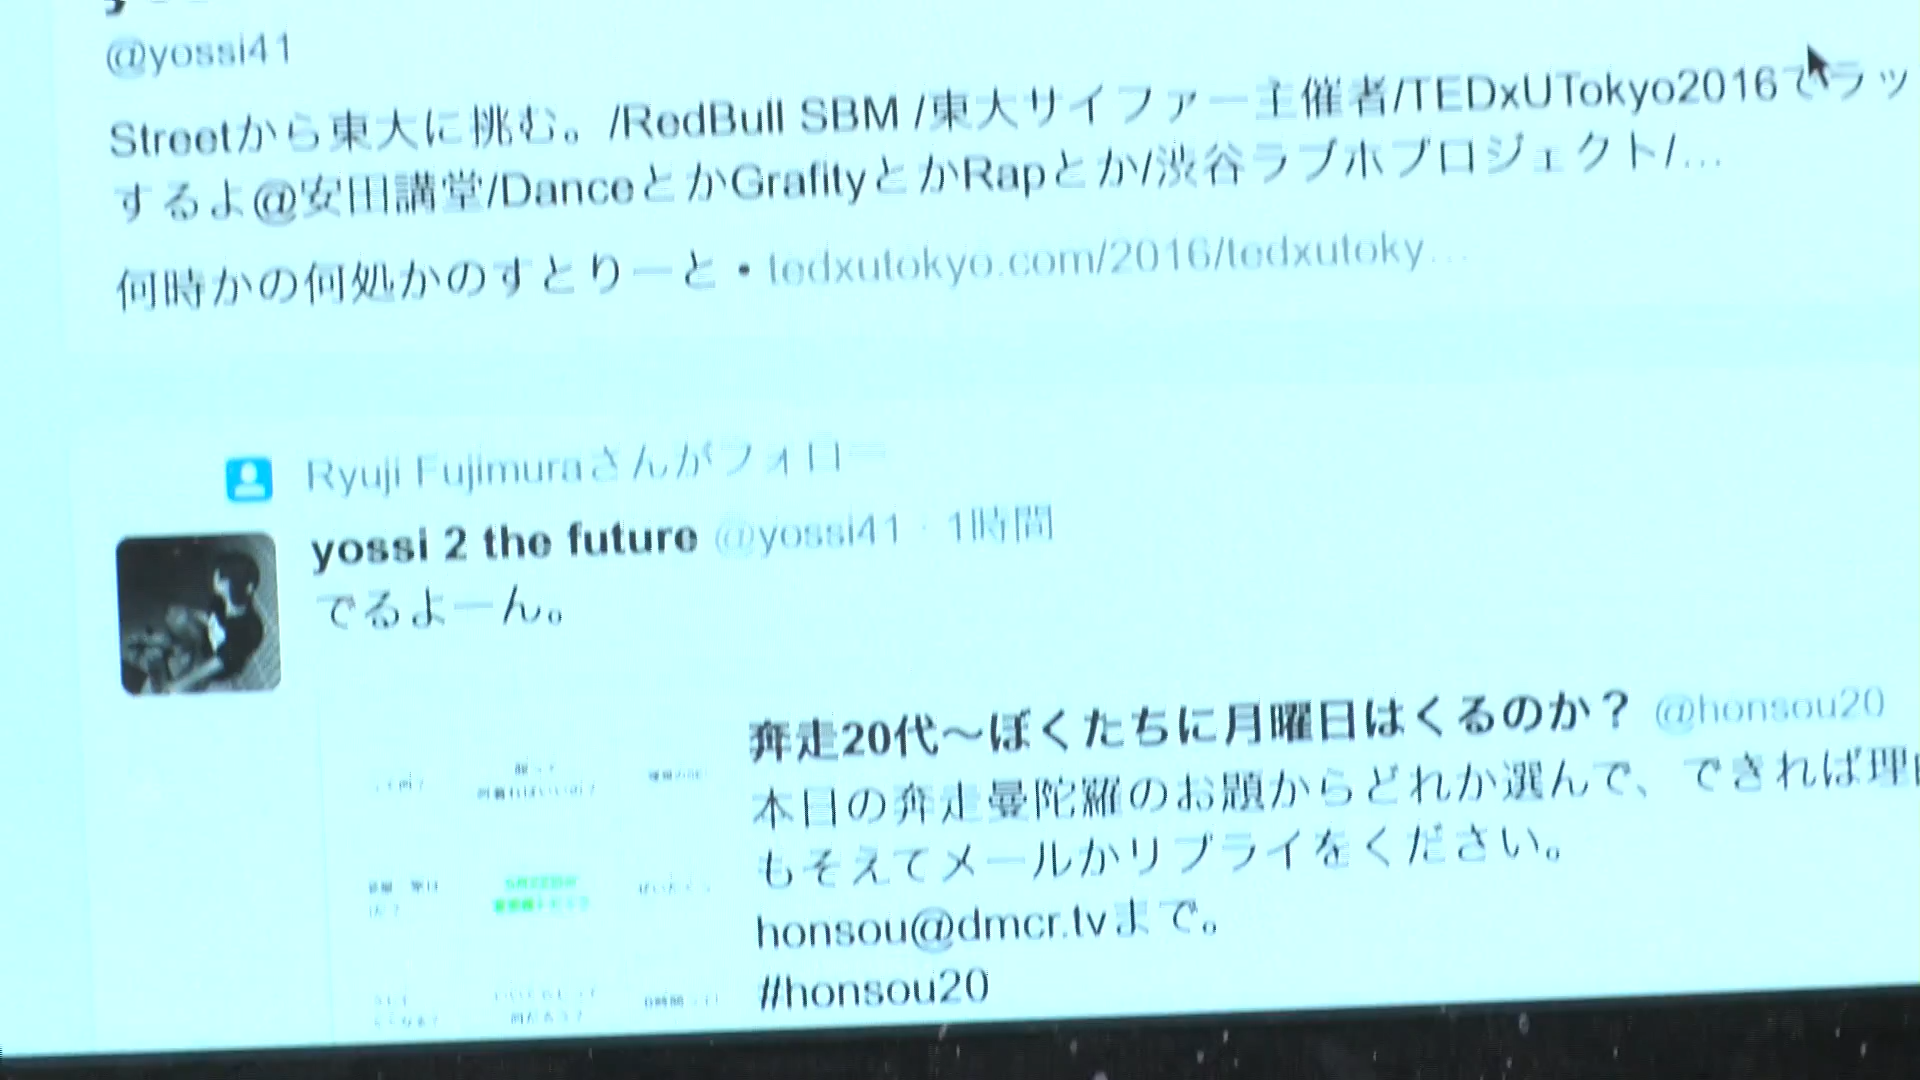 @yossi41
Streetから東大に挑む。/RedBull SBM /東大サイファー主催者/TEDxUTokyo2016でラッ
するよ@安田講堂/DanceとかGrafityとかRapとか/渋谷ラブホプロジェクト/…
何時かの何処かのすとりーと・tedxutokyo.com/2016/tedxutoky…
Ryuji Fujimuraさんがフォロー
yossi 2 the future @yossi41 · 1時間
でるよーん。
奔走20代～ぼくたちに月曜日はくるのか？ @honsou20
本日の奔走曼陀羅のお題からどれか選んで、できれば理由
もそえてメールかリプライをください。
honsou@dmcr.tvまで。
#honsou20